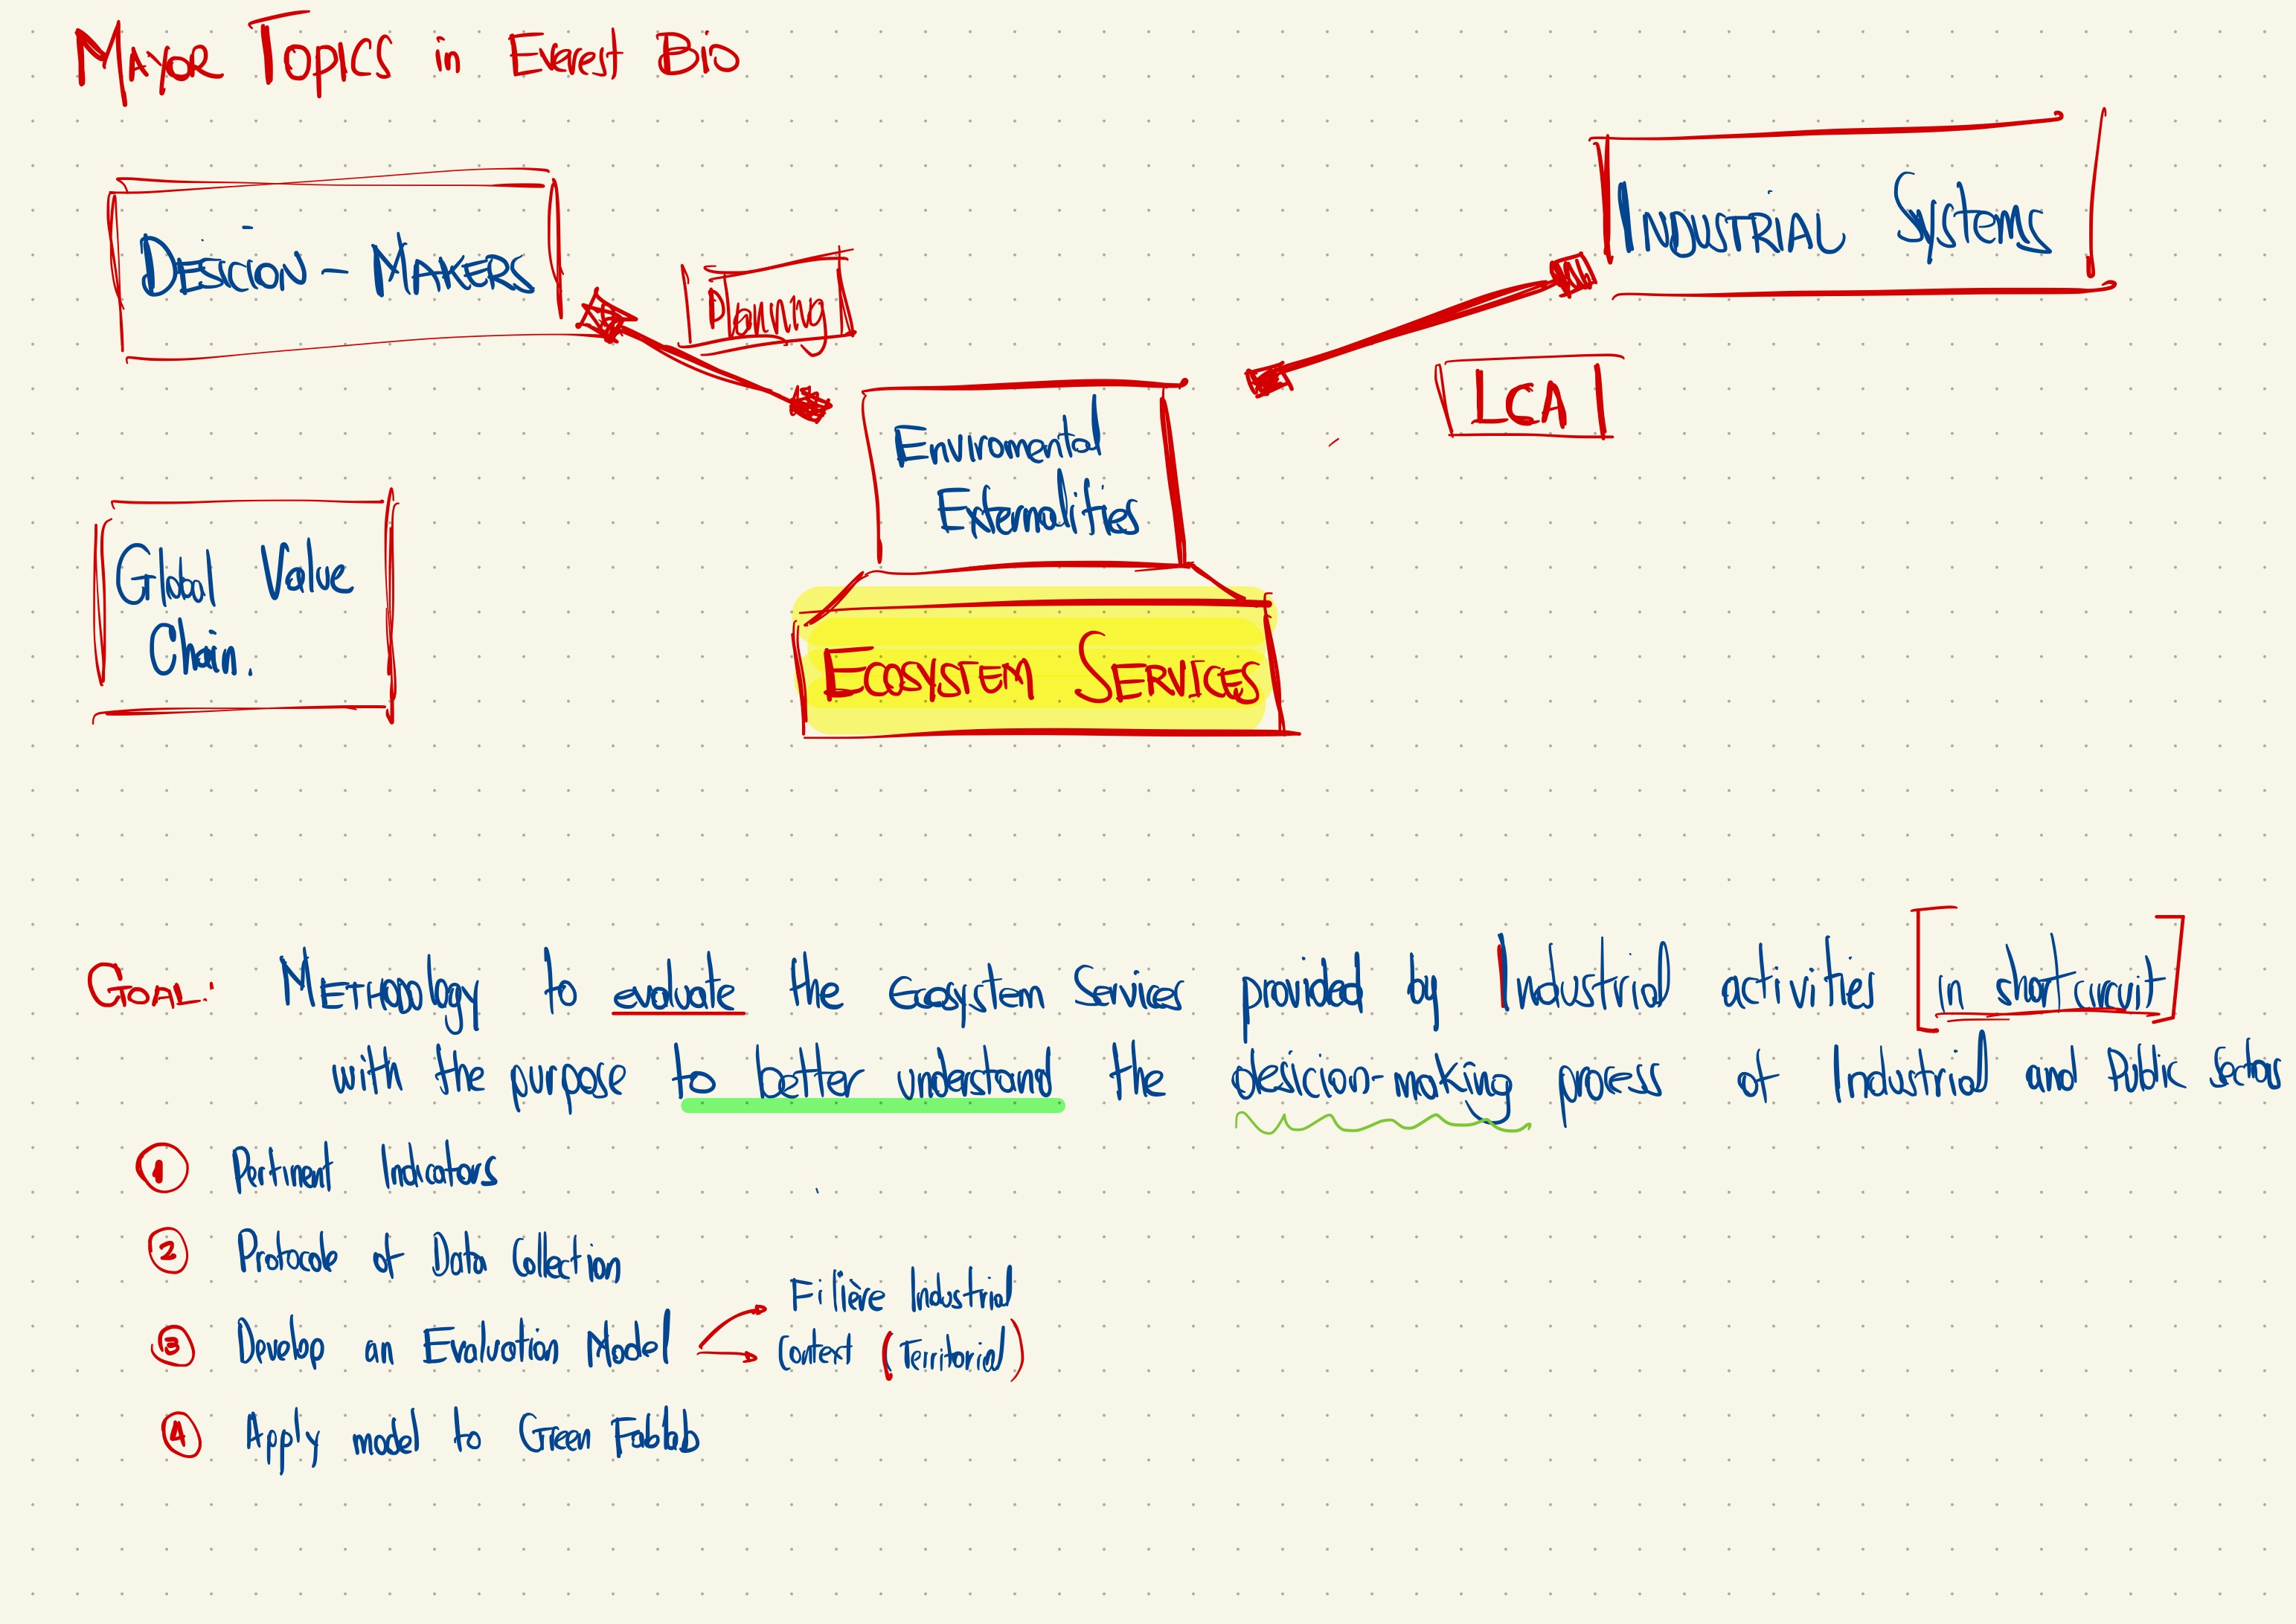 MAYOR TOPICS in Everest Bio
INDUSTRIAL Systems
DESICION - MAKERS
Planning
LCA
Enviromental
Externalities
Global Value
Chain.
ECOSYSTEM SERVICES
GOAL: METHODOlogy to evaluate the Ecosystem Services provided by Industrial activities [in short circuit]
with the purpose to better understand the desicion-making process of Industrial and Public Sectors
1 Pertinent Indicators
2 Protocole of Data Collection
Filière Industrial
3 Develop an Evaluation Model
Context (Territorial)
4 Apply model to Green Fablab